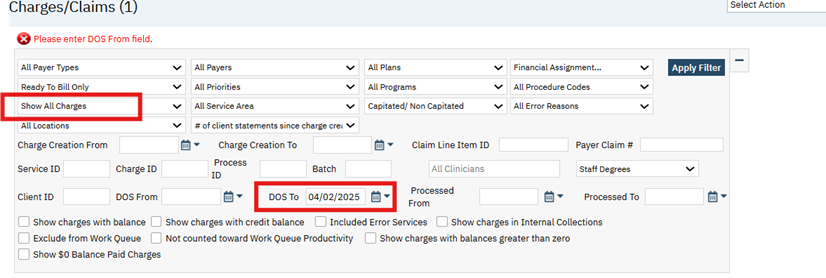 Charges/Claims (1)
Select Action
Please enter DOS From field.
All Payer Types All Payers All Plans Financial Assignment... Apply Filter
Ready To Bill Only All Priorities All Programs All Procedure Codes
Show All Charges All Service Area Capitated/ Non Capitated All Error Reasons
All Locations # of client statements since charge cre
Charge Creation From Charge Creation To Claim Line Item ID Payer Claim #
Service ID Charge ID Process ID Batch All Clinicians Staff Degrees
Client ID DOS From DOS To 04/02/2025 Processed From Processed To
Show charges with balance Show charges with credit balance Included Error Services Show charges in Internal Collections
Exclude from Work Queue Not counted toward Work Queue Productivity Show charges with balances greater than zero
Show $0 Balance Paid Charges